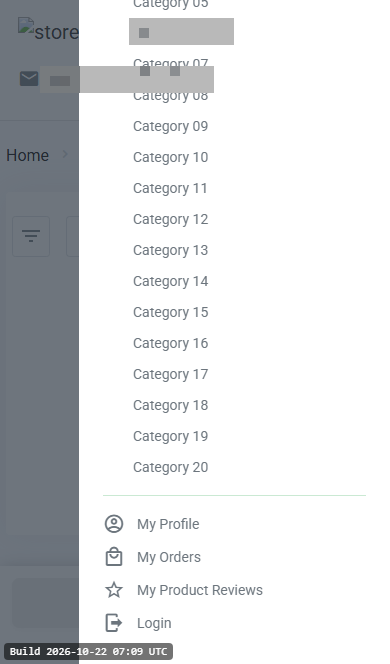 store
Category 05
Category 07
Category 08
Home
Category 09
Category 10
Category 11
Category 12
Category 13
Category 14
Category 15
Category 16
Category 17
Category 18
Category 19
Category 20
My Profile
My Orders
My Product Reviews
Login
Build 2026-10-22 07:09 UTC